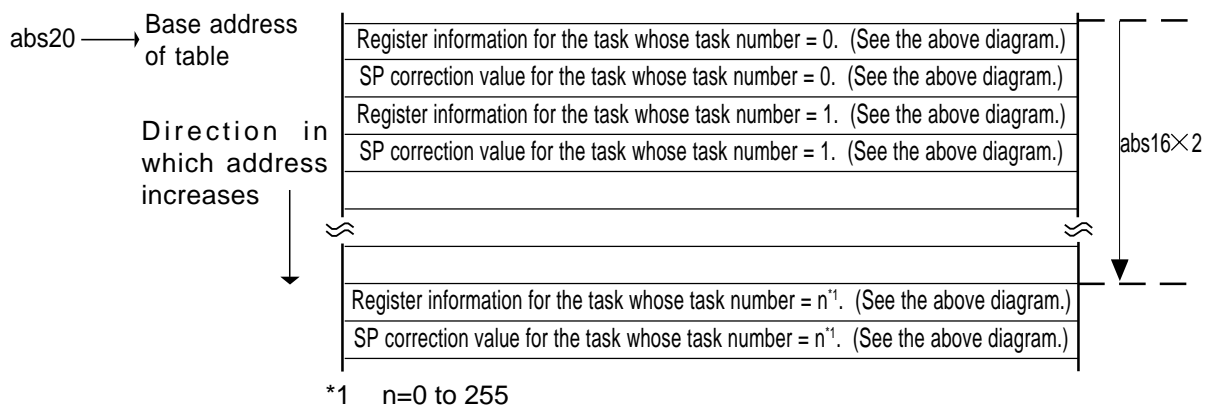 abs20
Base address
of table
Direction in
which address
increases
Register information for the task whose task number = 0. (See the above diagram.)
SP correction value for the task whose task number = 0. (See the above diagram.)
Register information for the task whose task number = 1. (See the above diagram.)
SP correction value for the task whose task number = 1. (See the above diagram.)
Register information for the task whose task number = n*1. (See the above diagram.)
SP correction value for the task whose task number = n*1. (See the above diagram.)
abs16×2
*1 n=0 to 255